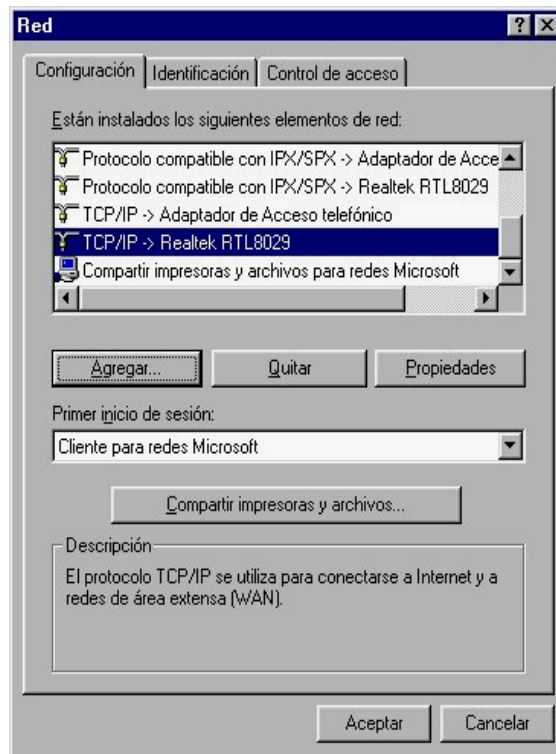 Red
Configuración Identificación Control de acceso
Están instalados los siguientes elementos de red:
Protocolo compatible con IPX/SPX -> Adaptador de Acce
Protocolo compatible con IPX/SPX -> Realtek RTL8029
TCP/IP -> Adaptador de Acceso telefónico
TCP/IP -> Realtek RTL8029
Compartir impresoras y archivos para redes Microsoft
Agregar... Quitar Propiedades
Primer inicio de sesión:
Cliente para redes Microsoft
Compartir impresoras y archivos...
Descripción
El protocolo TCP/IP se utiliza para conectarse a Internet y a
redes de área extensa (WAN).
Aceptar Cancelar